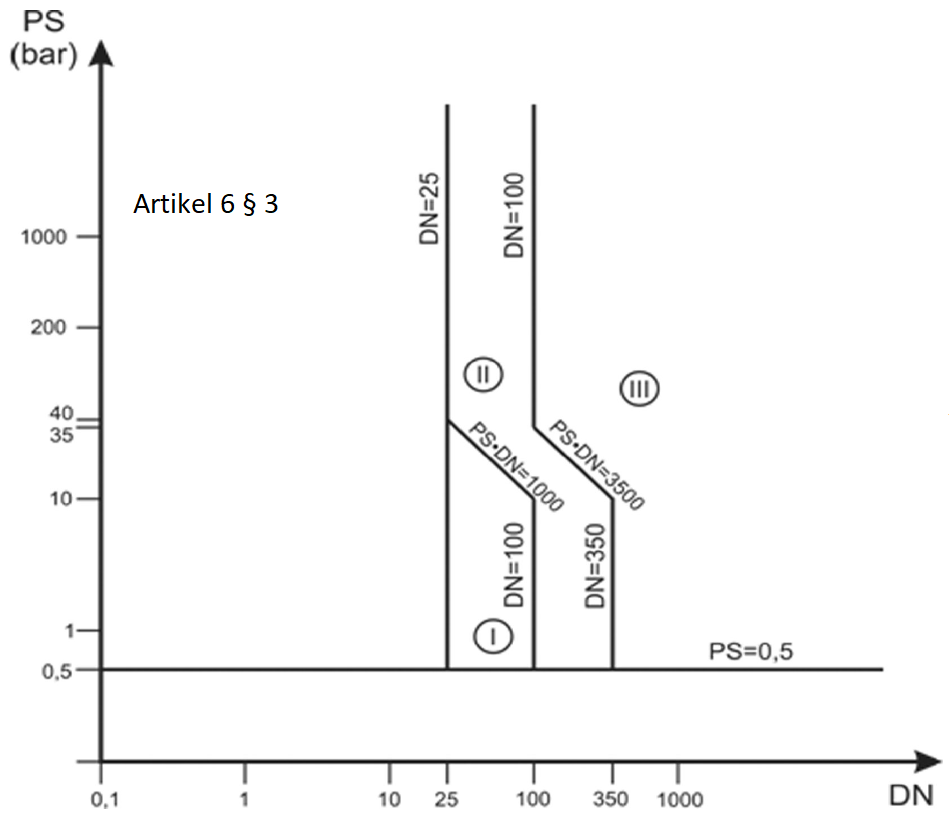 PS
(bar)
Artikel 6 § 3
DN=25
DN=100
1000
200
II
III
40
35
PS•DN=1000
PS•DN=3500
10
DN=100
DN=350
1
I
PS=0,5
0,5
0,1
1
10
25
100
350
1000
DN